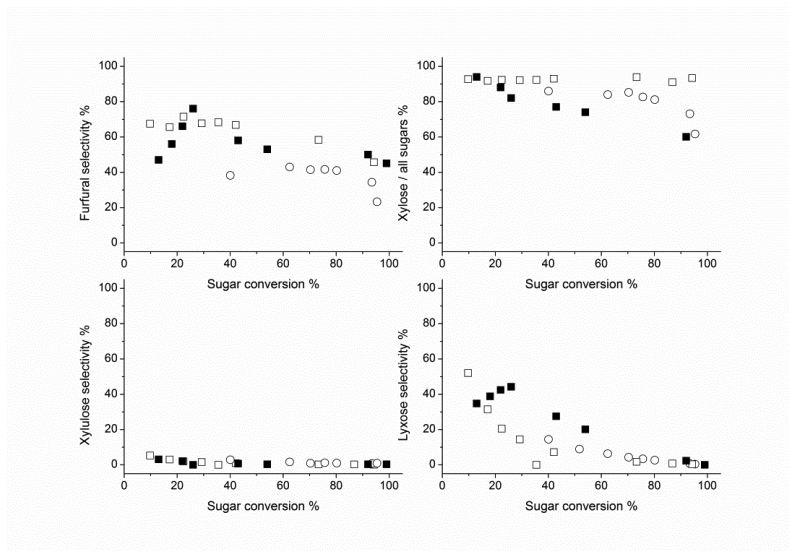 100
80
60
40
20
0
Furfural selectivity %
0 20 40 60 80 100
Sugar conversion %
100
80
60
40
20
0
Xylose / all sugars %
0 20 40 60 80 100
Sugar conversion %
100
80
60
40
20
0
Xylulose selectivity %
0 20 40 60 80 100
Sugar conversion %
100
80
60
40
20
0
Lyxose selectivity %
0 20 40 60 80 100
Sugar conversion %